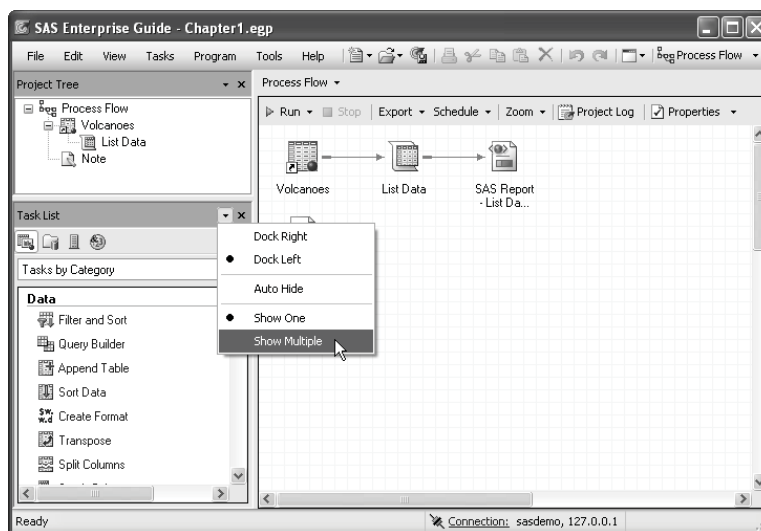 SAS Enterprise Guide - Chapter1.egp
File Edit View Tasks Program Tools Help Process Flow
Project Tree
Process Flow
Volcanoes
List Data
Note
Process Flow
Run Stop Export Schedule Zoom Project Log Properties
Volcanoes List Data SAS Report - List Da...
Task List
Dock Right
Dock Left
Auto Hide
Show One
Show Multiple
Tasks by Category
Data
Filter and Sort
Query Builder
Append Table
Sort Data
Create Format
Transpose
Split Columns
Ready
Connection: sasdemo, 127.0.0.1